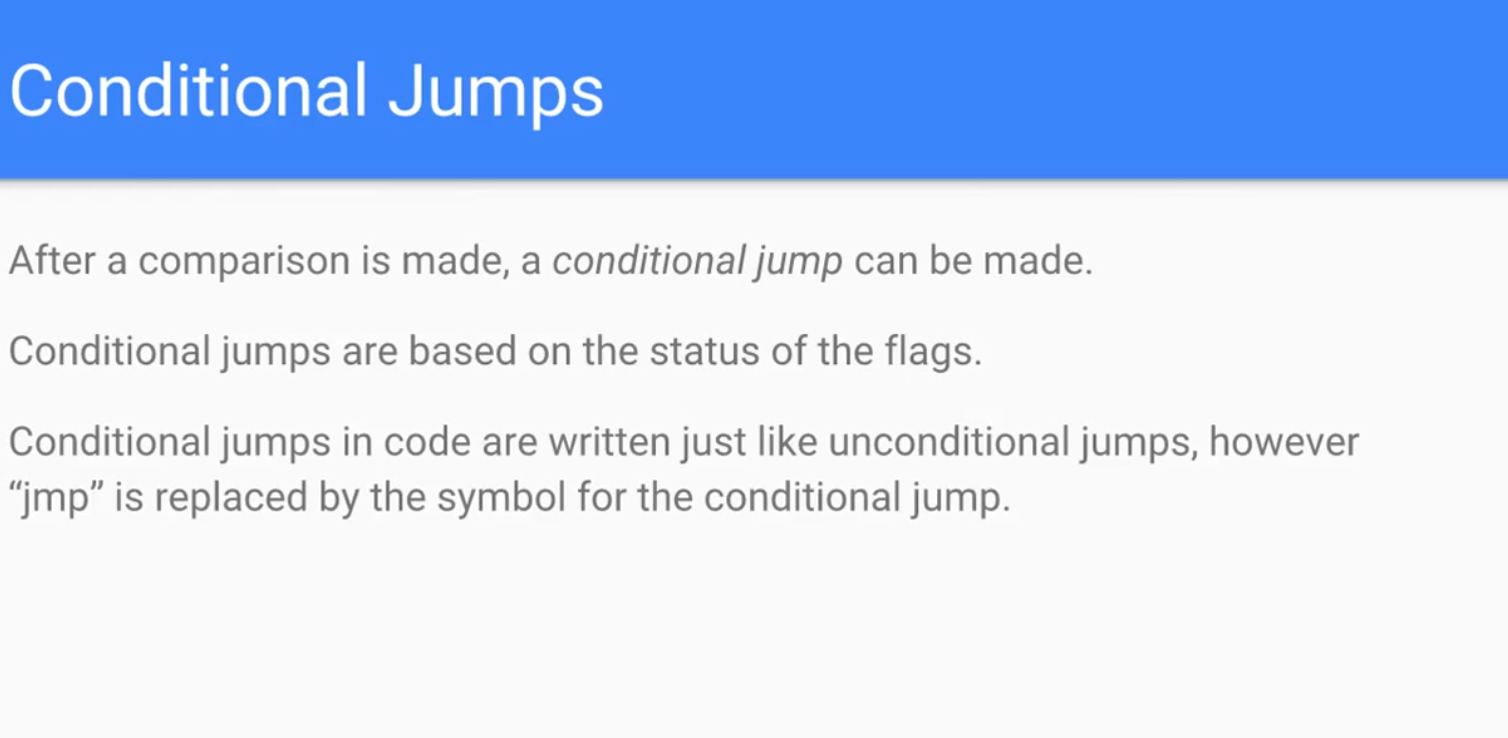 Conditional Jumps
After a comparison is made, a conditional jump can be made.
Conditional jumps are based on the status of the flags.
Conditional jumps in code are written just like unconditional jumps, however
“jmp” is replaced by the symbol for the conditional jump.